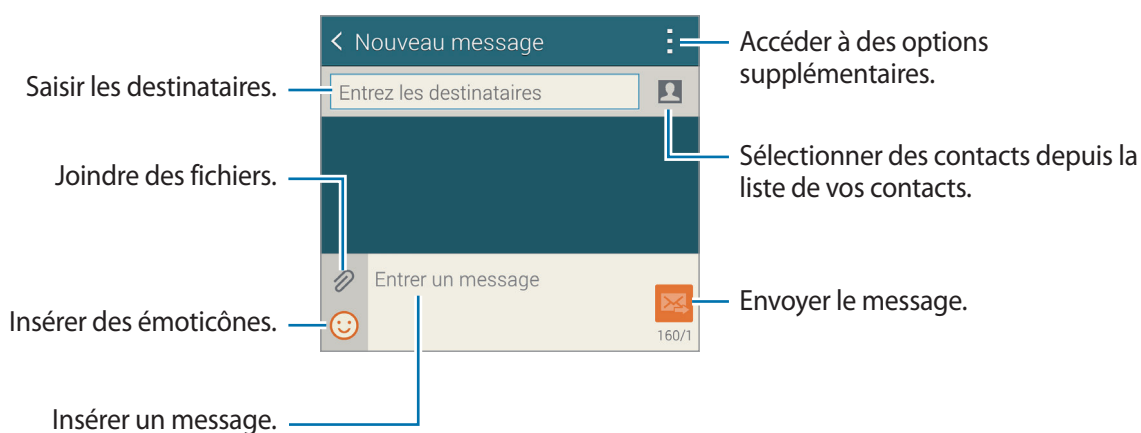 Nouveau message
Accéder à des options
supplémentaires.
Saisir les destinataires.
Entrez les destinataires
Sélectionner des contacts depuis la
liste de vos contacts.
Joindre des fichiers.
Entrer un message
Envoyer le message.
Insérer des émoticônes.
160/1
Insérer un message.